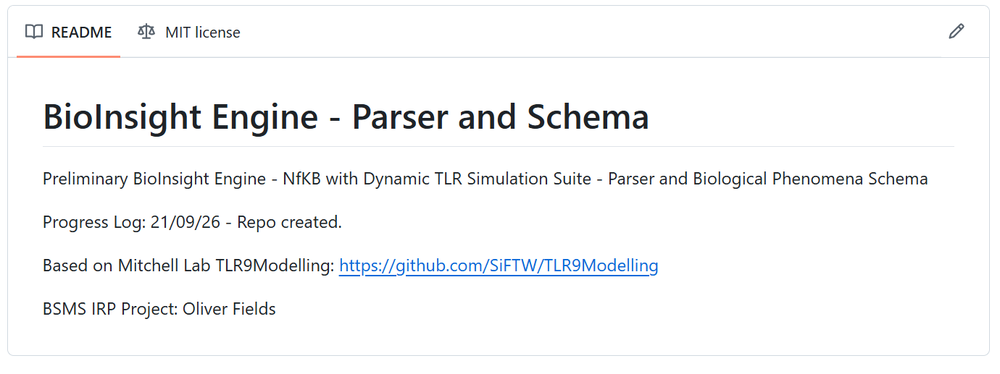 README MIT license
BioInsight Engine - Parser and Schema
Preliminary BioInsight Engine - NfKB with Dynamic TLR Simulation Suite - Parser and Biological Phenomena Schema
Progress Log: 21/09/26 - Repo created.
Based on Mitchell Lab TLR9Modelling: https://github.com/SiFTW/TLR9Modelling
BSMS IRP Project: Oliver Fields